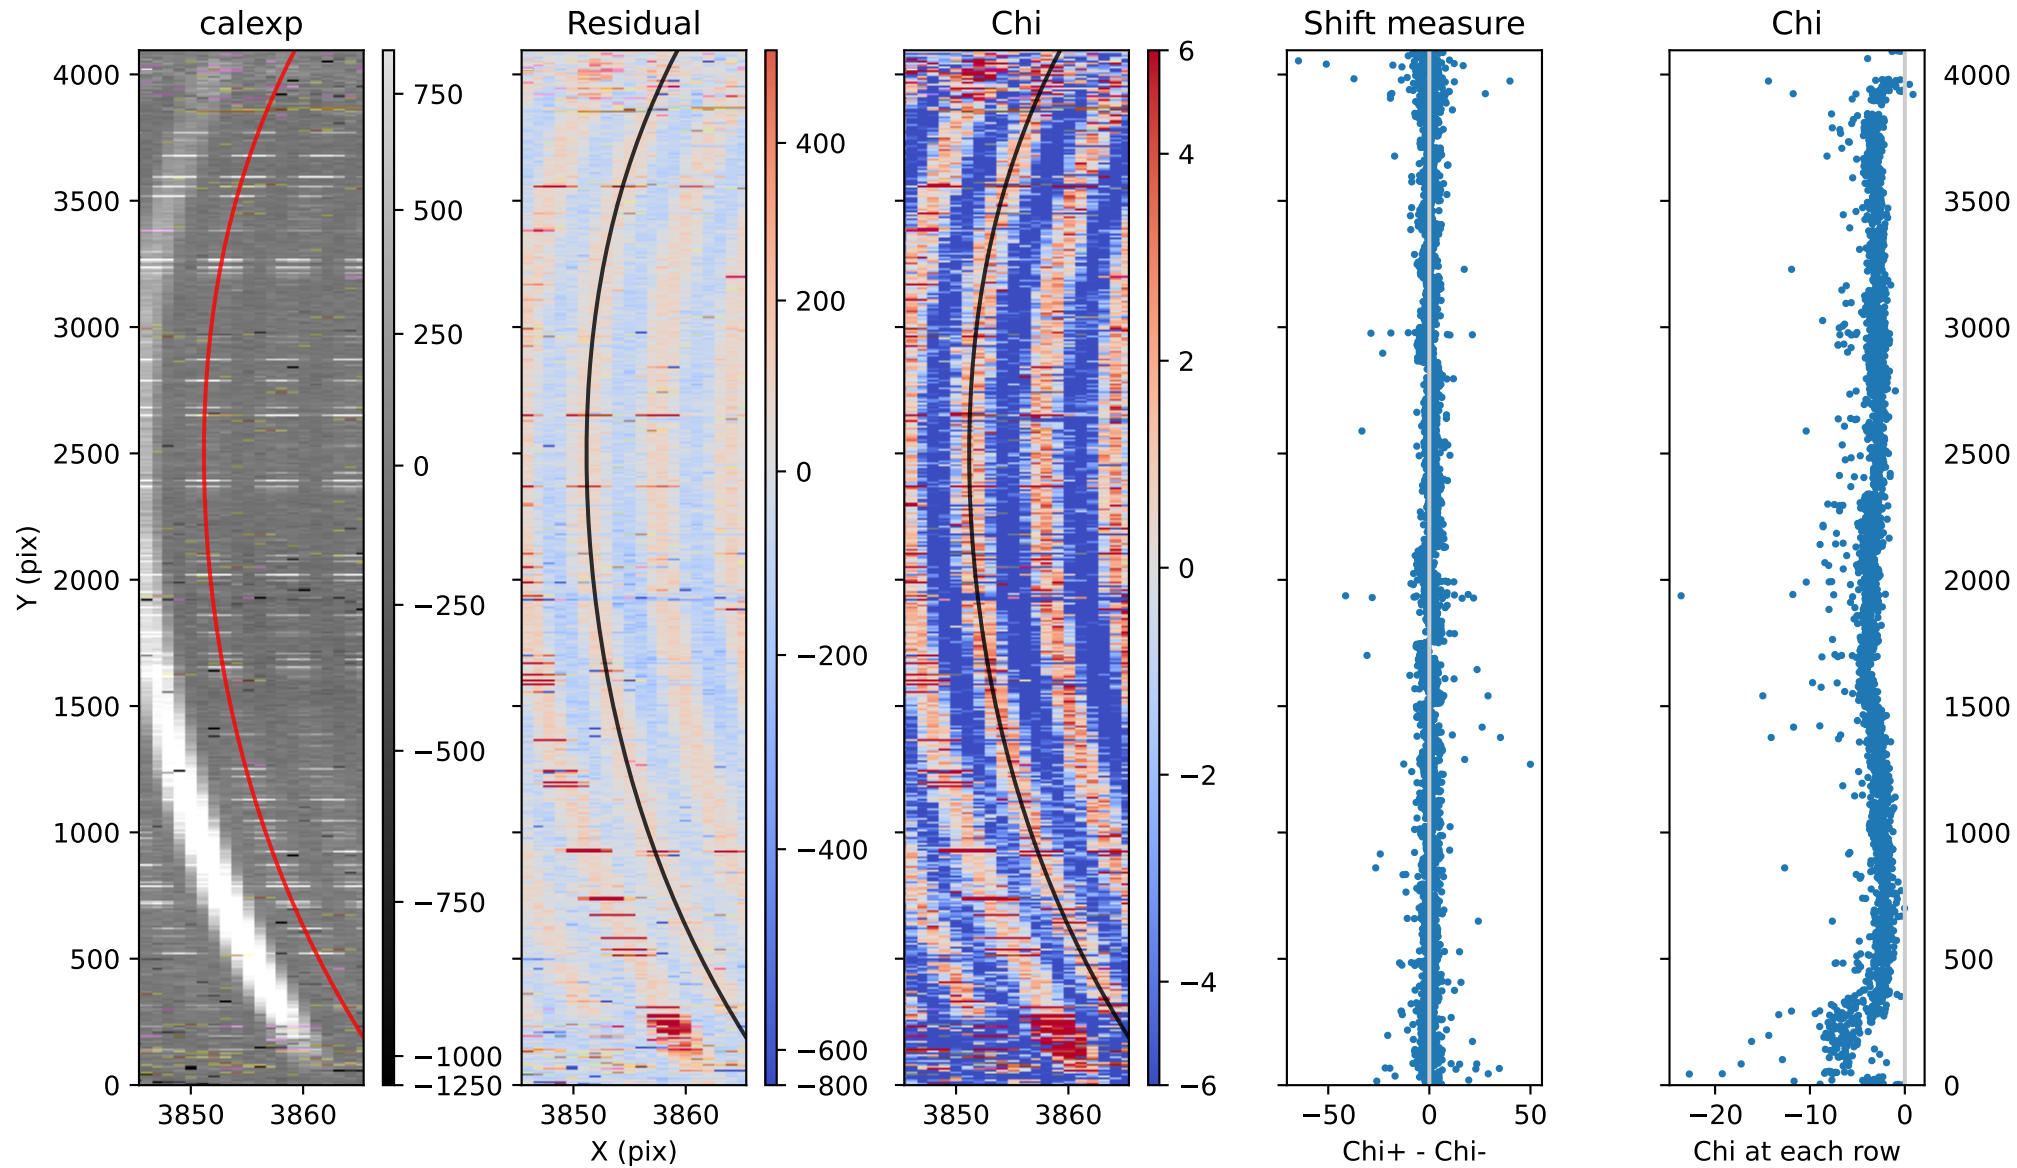 calexp Residual Chi Shift measure Chi
4000 750 400 6 4000
3500 500 200 4 3500
3000 250 0 2 3000
2500 0 −200 0 2500
2000 −250 −400 −2 2000
1500 −500 −600 −4 1500
1000 −750 −800 −6 1000
500 −1000 500
0 −1250 0
Y (pix)
3850 3860 3850 3860 3850 3860 −50 0 50 −20 −10 0
X (pix) Chi+ - Chi- Chi at each row